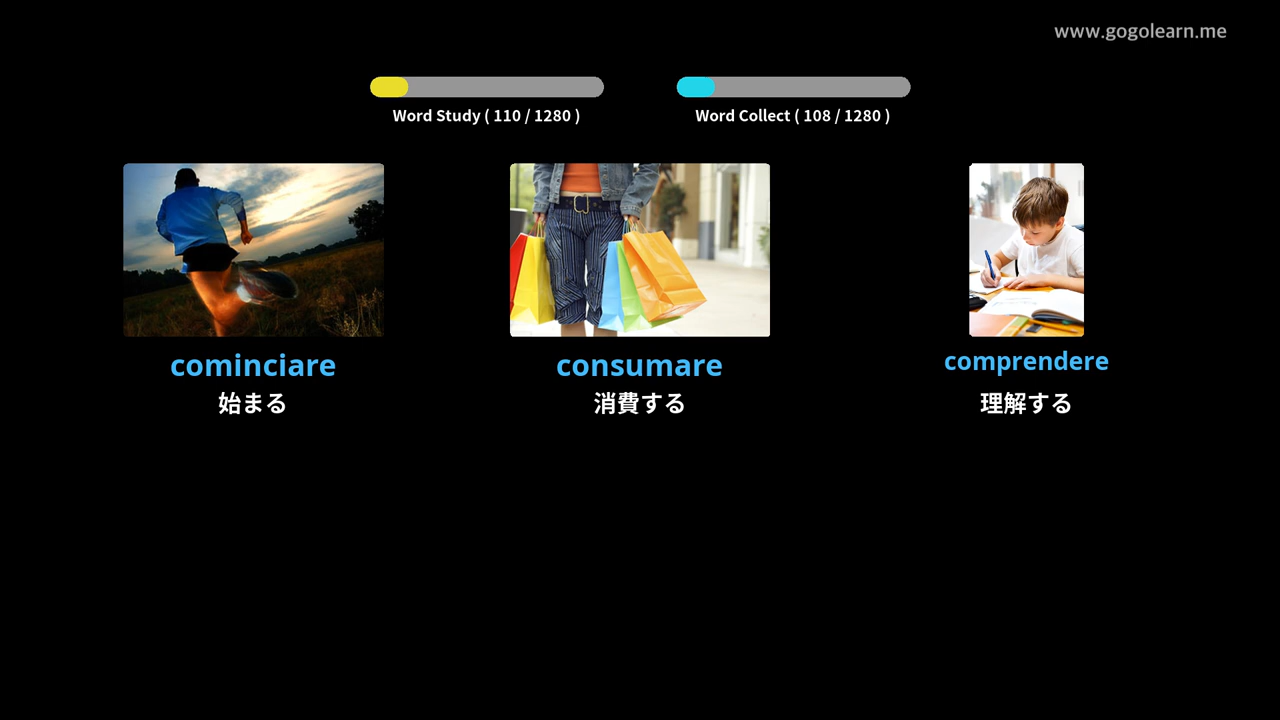 www.gogolearn.me
Word Study ( 110 / 1280 )
Word Collect ( 108 / 1280 )
cominciare
始まる
consumare
消費する
comprendere
理解する